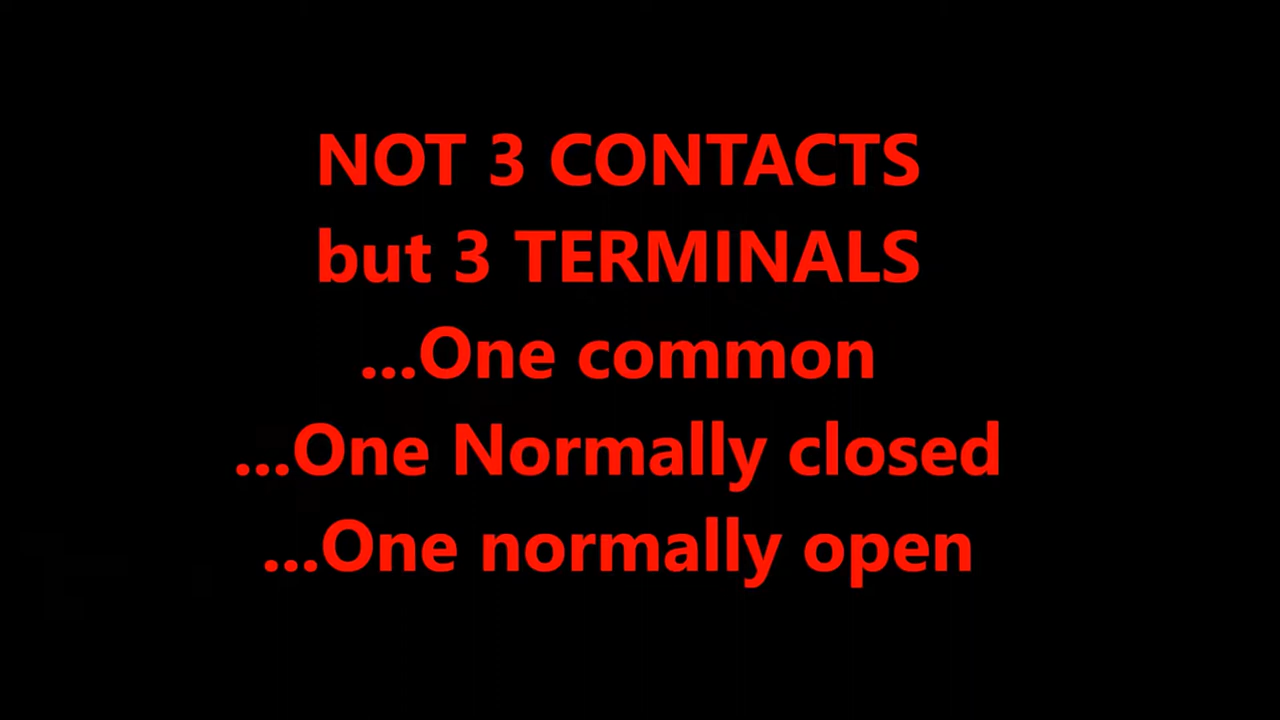 NOT 3 CONTACTS
but 3 TERMINALS
...One common
...One Normally closed
...One normally open